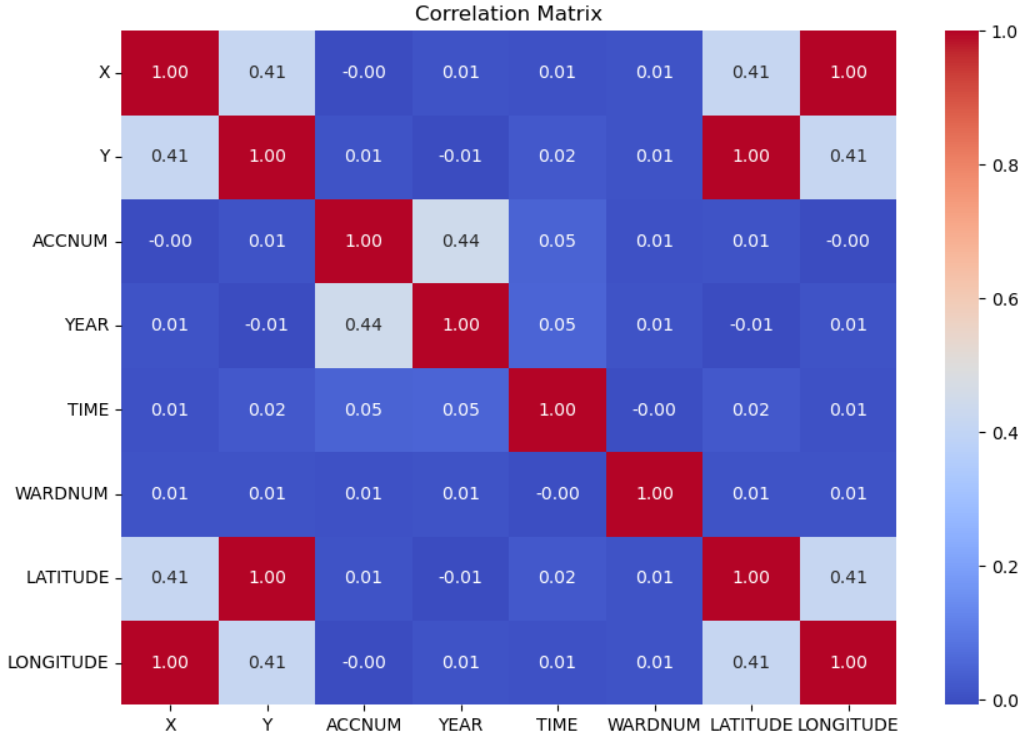 Correlation Matrix
X 1.00 0.41 -0.00 0.01 0.01 0.01 0.41 1.00
Y 0.41 1.00 0.01 -0.01 0.02 0.01 1.00 0.41
ACCNUM -0.00 0.01 1.00 0.44 0.05 0.01 0.01 -0.00
YEAR 0.01 -0.01 0.44 1.00 0.05 0.01 -0.01 0.01
TIME 0.01 0.02 0.05 0.05 1.00 -0.00 0.02 0.01
WARDNUM 0.01 0.01 0.01 0.01 -0.00 1.00 0.01 0.01
LATITUDE 0.41 1.00 0.01 -0.01 0.02 0.01 1.00 0.41
LONGITUDE 1.00 0.41 -0.00 0.01 0.01 0.01 0.41 1.00
X Y ACCNUM YEAR TIME WARDNUM LATITUDE LONGITUDE
1.0
0.8
0.6
0.4
0.2
0.0